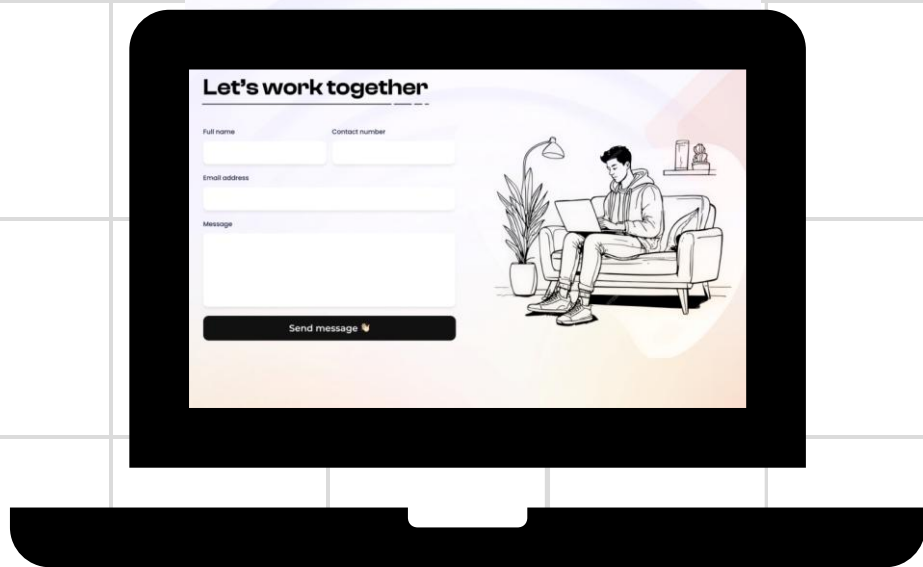 Let's work together
Full name Contact number
Email address
Message
Send message 👋🏻